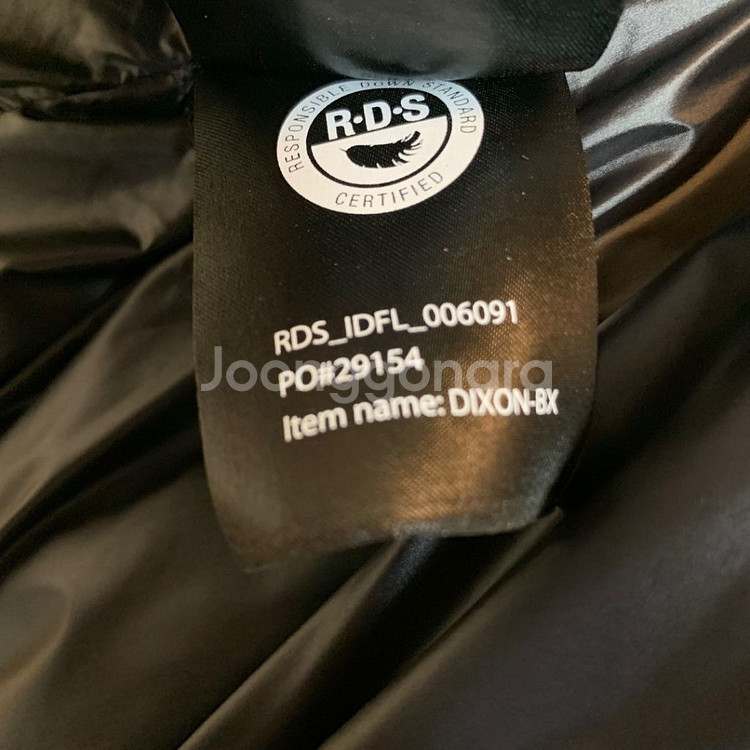 RESPONSIBLE DOWN STANDARD
R·D·S
CERTIFIED
RDS_IDFL_006091
PO#29154
Joonggonara
Item name: DIXON-BX